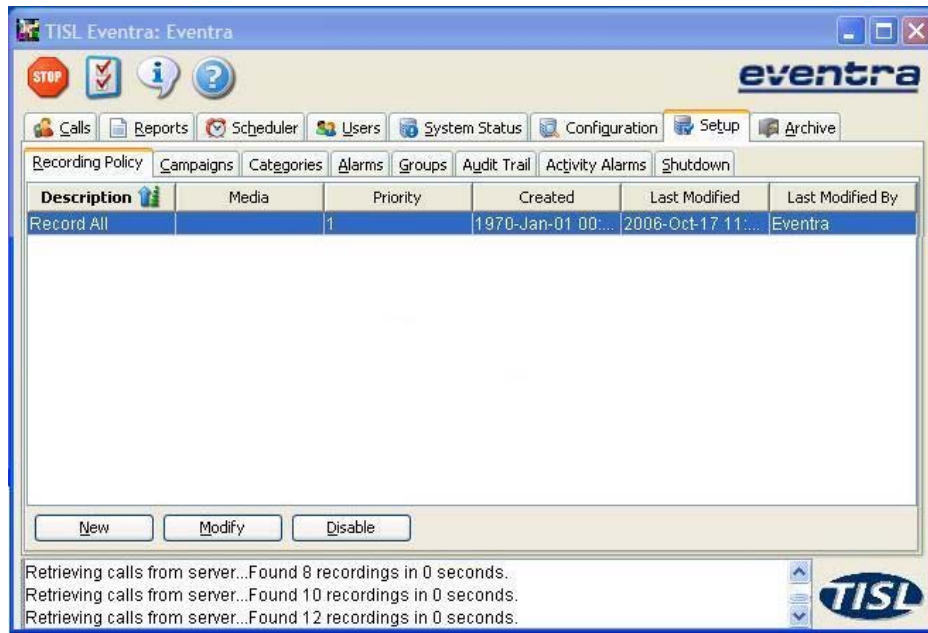 TISL Eventra: Eventra
STOP
eventra
Calls Reports Scheduler Users System Status Configuration Setup Archive
Recording Policy Campaigns Categories Alarms Groups Audit Trail Activity Alarms Shutdown
Description Media Priority Created Last Modified Last Modified By
Record All 1 1970-Jan-01 00:... 2006-Oct-17 11:... Eventra
New Modify Disable
Retrieving calls from server...Found 8 recordings in 0 seconds.
Retrieving calls from server...Found 10 recordings in 0 seconds.
Retrieving calls from server...Found 12 recordings in 0 seconds.
TISL